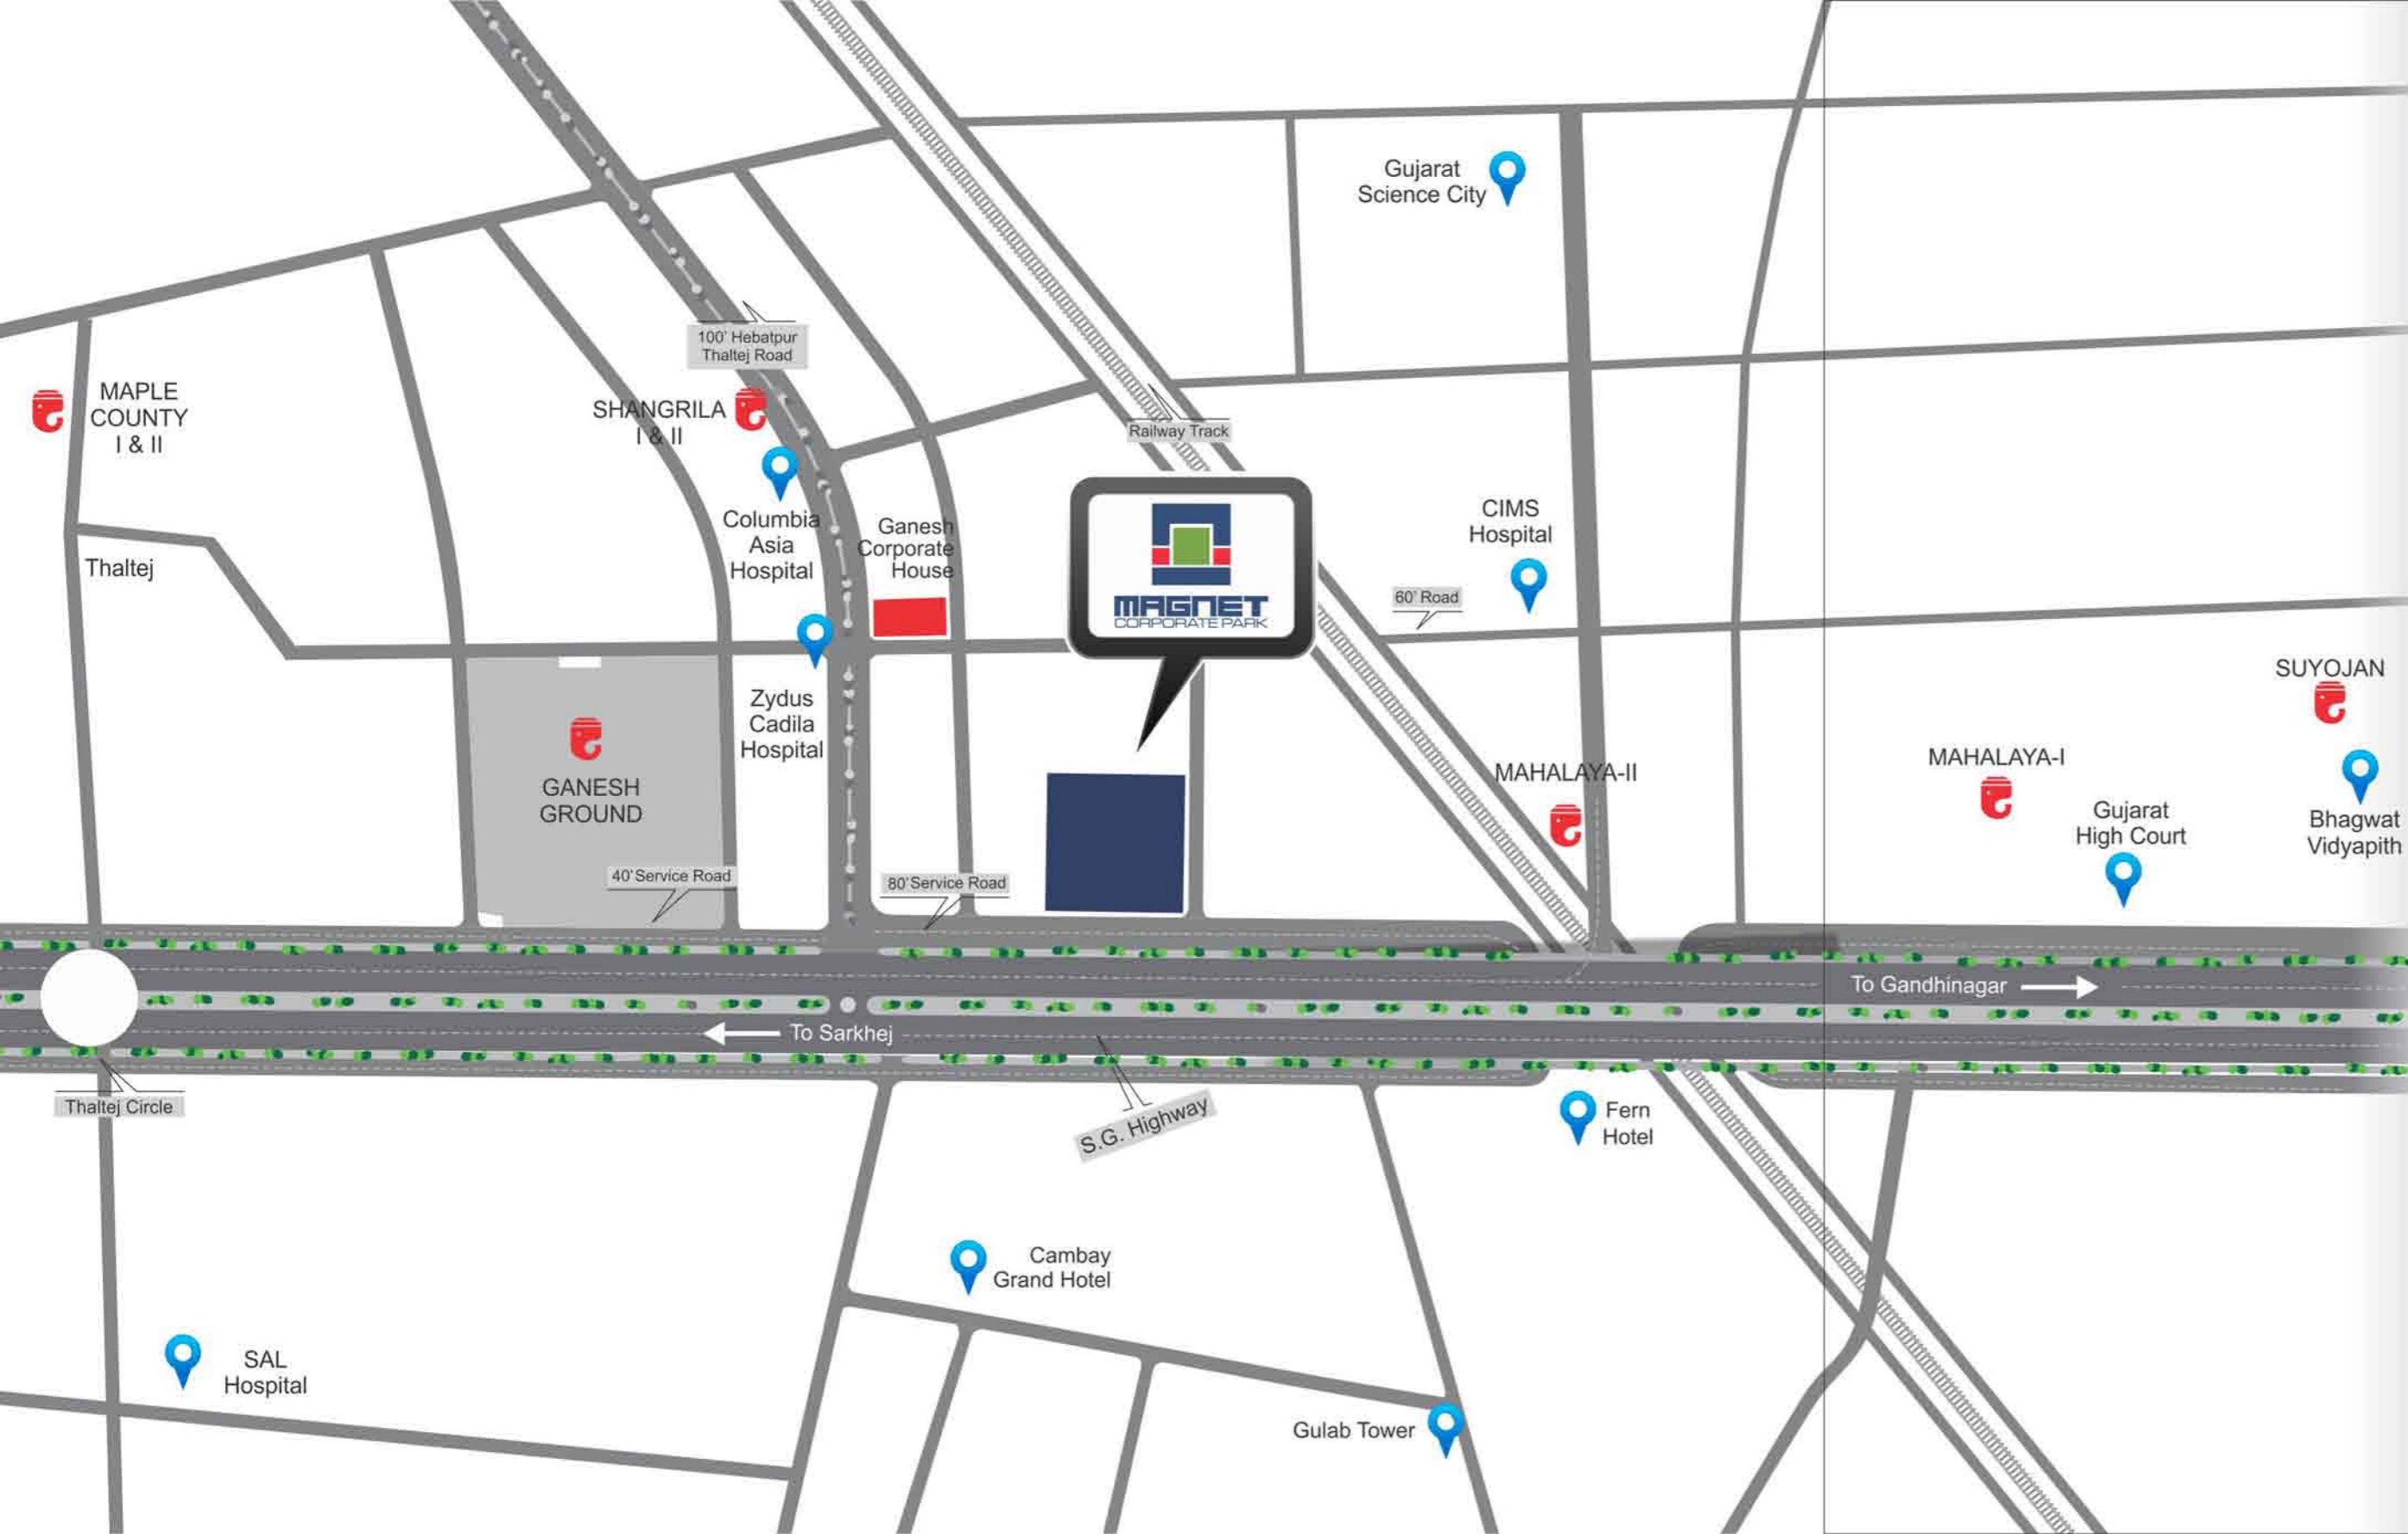 Gujarat
Science City
100' Hebatpur
Thaltej Road
MAPLE
COUNTY
I & II
SHANGRILA
I & II
Railway Track
Columbia
Asia
Hospital
Ganesh
Corporate
House
MAGNET
CORPORATE PARK
CIMS
Hospital
Thaltej
60' Road
SUYOJAN
Zydus
Cadila
Hospital
MAHALAYA-II
MAHALAYA-I
GANESH
GROUND
Gujarat
High Court
Bhagwat
Vidyapith
40' Service Road
80' Service Road
To Gandhinagar
To Sarkhej
Thaltej Circle
S.G. Highway
Fern
Hotel
Cambay
Grand Hotel
SAL
Hospital
Gulab Tower